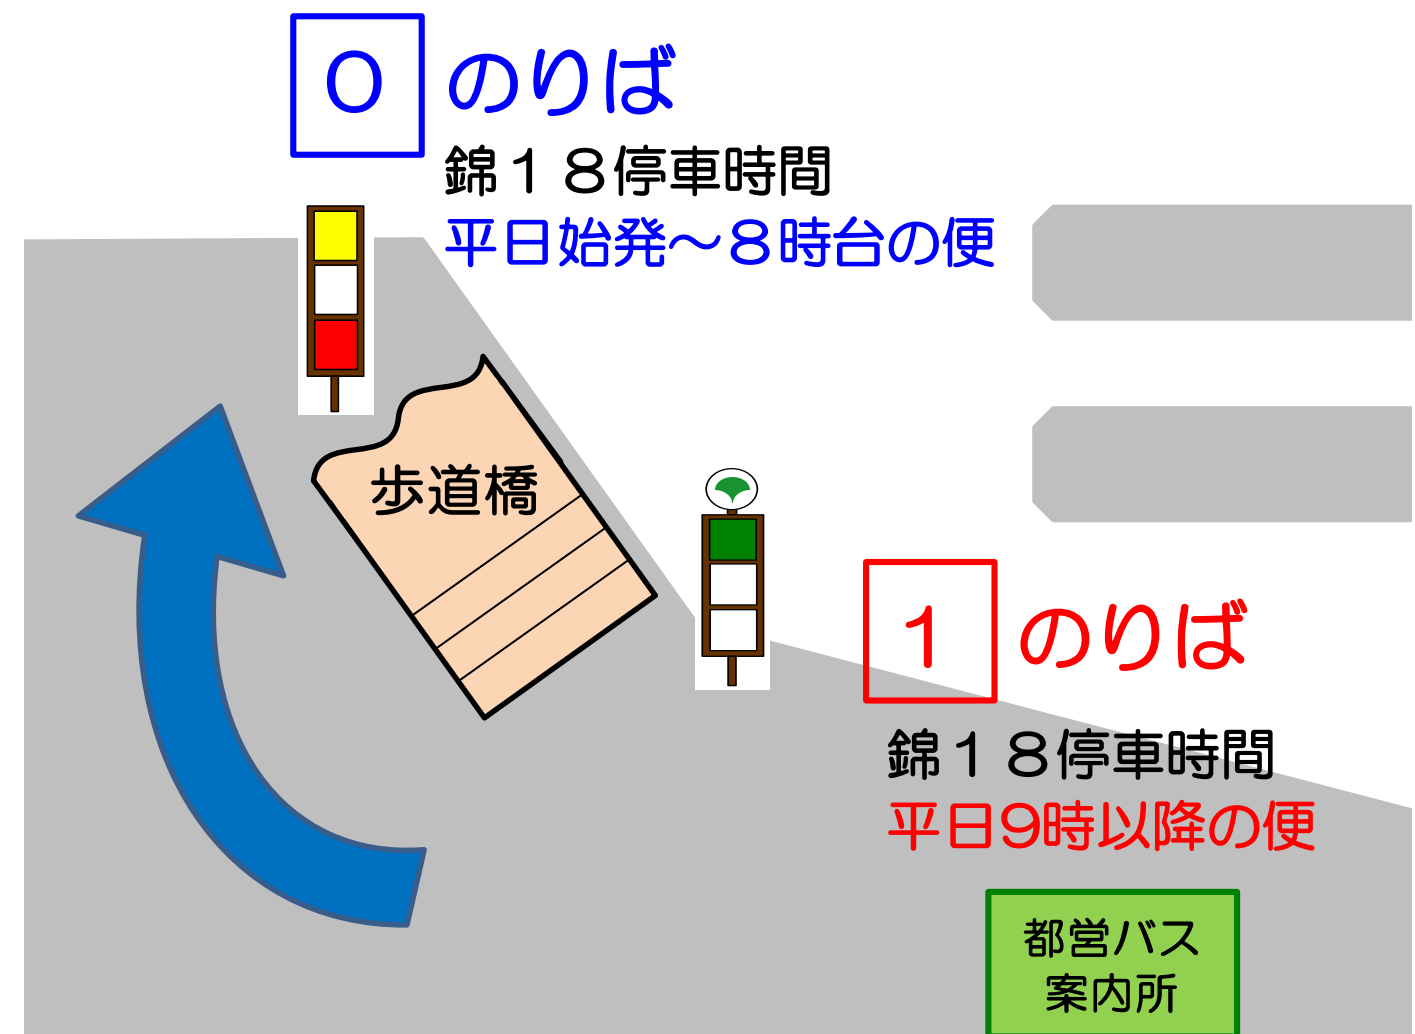 ０ のりば
錦１８停車時間
平日始発～８時台の便
歩道橋
１ のりば
錦１８停車時間
平日９時以降の便
都営バス
案内所